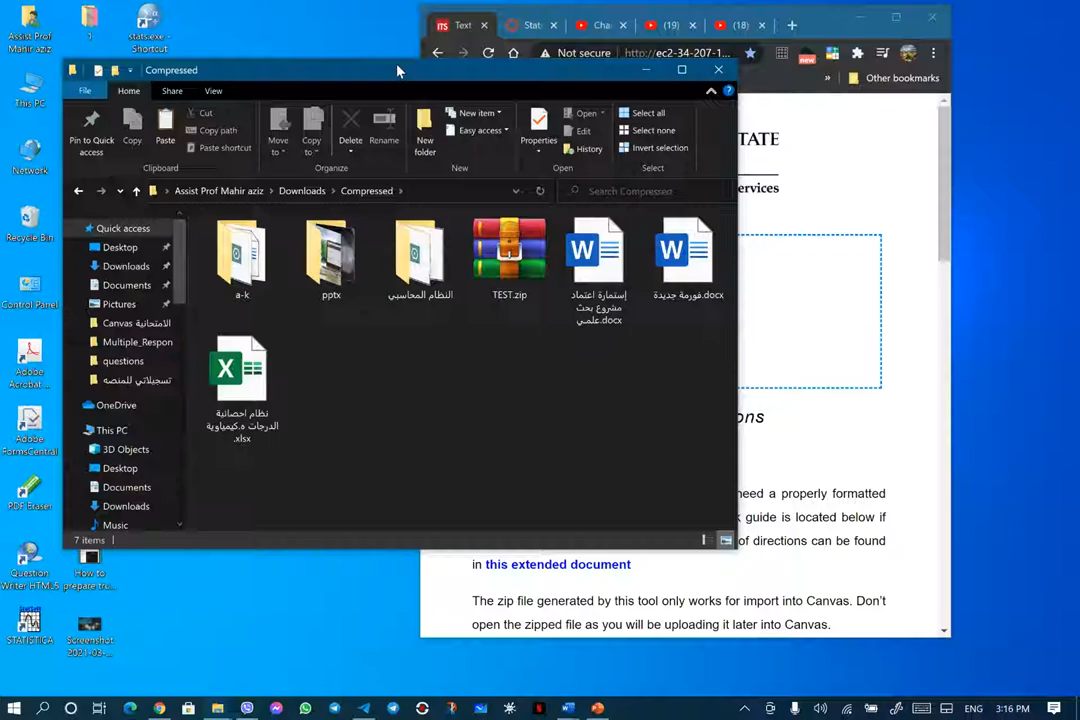 Assist Prof
Mahir aziz
1
stats.exe -
Shortcut
This PC
Network
Recycle Bin
Control Panel
Adobe
Acrobat ...
Adobe
FormsCentral
PDF Eraser
Question
Writer HTML5
How to
prepare tru...
STATISTICA
Screenshot
2021-03-...
ITS Text
(19)
(18)
Not secure
http://ec2-34-207-1...
new
» Other bookmarks
Compressed
File Home Share View
Pin to Quick
access
Copy
Paste
Cut
Copy path
Paste shortcut
Clipboard
Move
to
Copy
to
Delete
Rename
Organize
New
folder
New item
Easy access
New
Properties
Open
Edit
History
Open
Select all
Select none
Invert selection
Select
Assist Prof Mahir aziz > Downloads > Compressed >
Search Compressed
Quick access
Desktop
Downloads
Documents
Pictures
Canvas الامتحانية
Multiple_Respon
questions
تسجيلاتي للمنصه
OneDrive
This PC
3D Objects
Desktop
Documents
Downloads
Music
a-k
pptx
النظام المحاسبي
TEST.zip
إستمارة اعتماد
مشروع بحث
علمي.docx
فورمة جديدة.docx
نظام احصائية
الدرجات ه.كيمياوية
.xlsx
7 items
TATE
ervices
ons
need a properly formatted
k guide is located below if
of directions can be found
in this extended document
The zip file generated by this tool only works for import into Canvas. Don't
open the zipped file as you will be uploading it later into Canvas.
ENG 3:16 PM